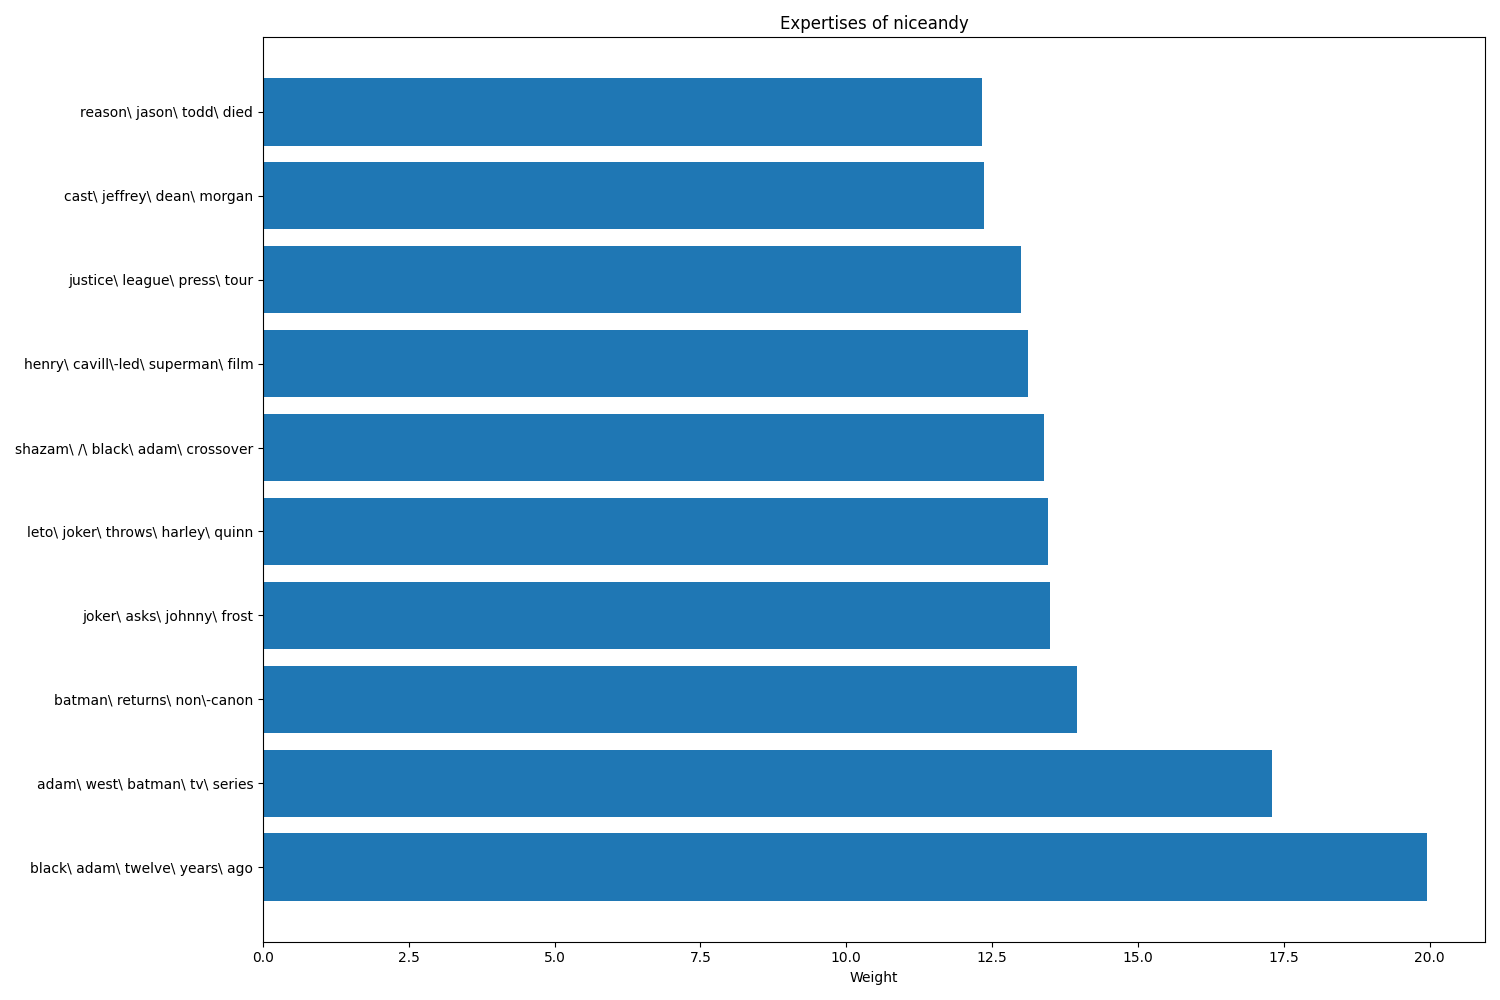 Expertises of niceandy
reason\ jason\ todd\ died
cast\ jeffrey\ dean\ morgan
justice\ league\ press\ tour
henry\ cavill\-led\ superman\ film
shazam\ /\ black\ adam\ crossover
leto\ joker\ throws\ harley\ quinn
joker\ asks\ johnny\ frost
batman\ returns\ non\-canon
adam\ west\ batman\ tv\ series
black\ adam\ twelve\ years\ ago
0.0 2.5 5.0 7.5 10.0 12.5 15.0 17.5 20.0
Weight